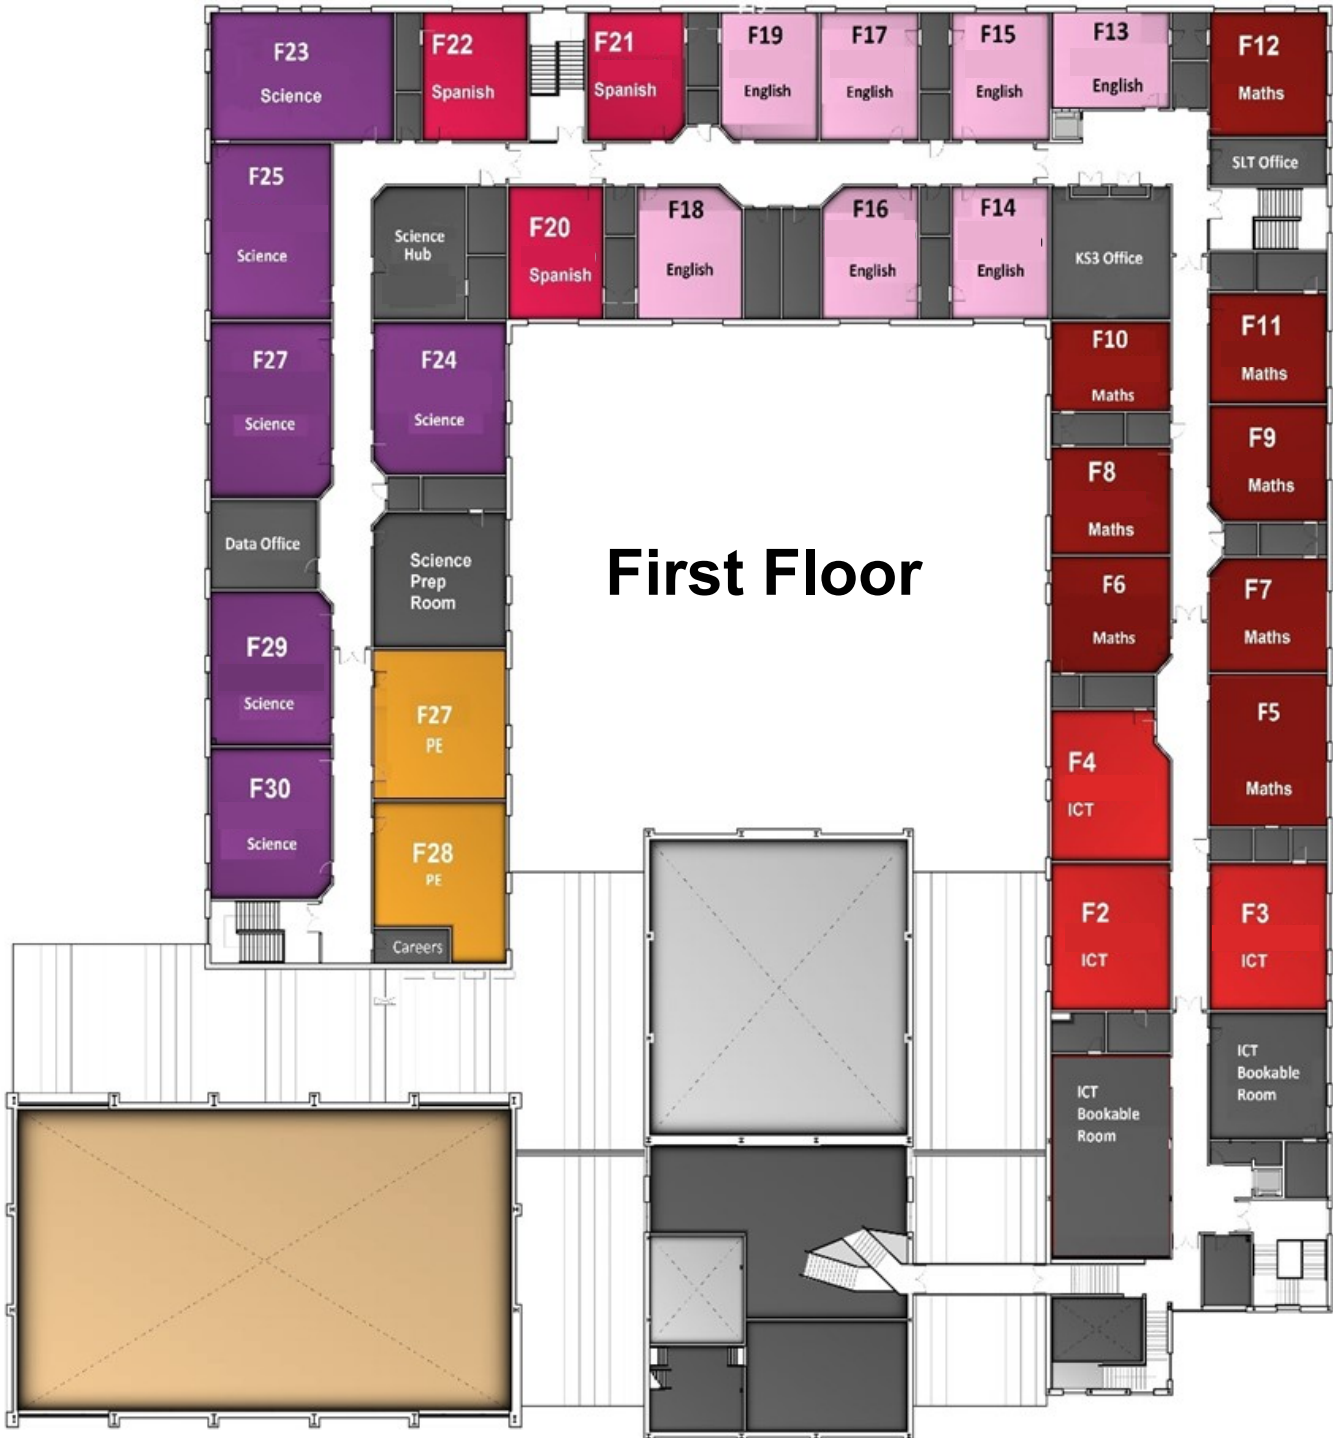 F23
Science
F22
Spanish
F21
Spanish
F19
English
F17
English
F15
English
F13
English
F12
Maths
SLT Office
F25
Science
Science
Hub
F20
Spanish
F18
English
F16
English
F14
English
KS3 Office
F11
Maths
F10
Maths
F27
Science
F24
Science
F9
Maths
F8
Maths
Data Office
Science
Prep
Room
First Floor
F6
Maths
F7
Maths
F29
Science
F27
PE
F5
Maths
F4
ICT
F30
Science
F28
PE
Careers
F2
ICT
F3
ICT
ICT
Bookable
Room
ICT
Bookable
Room